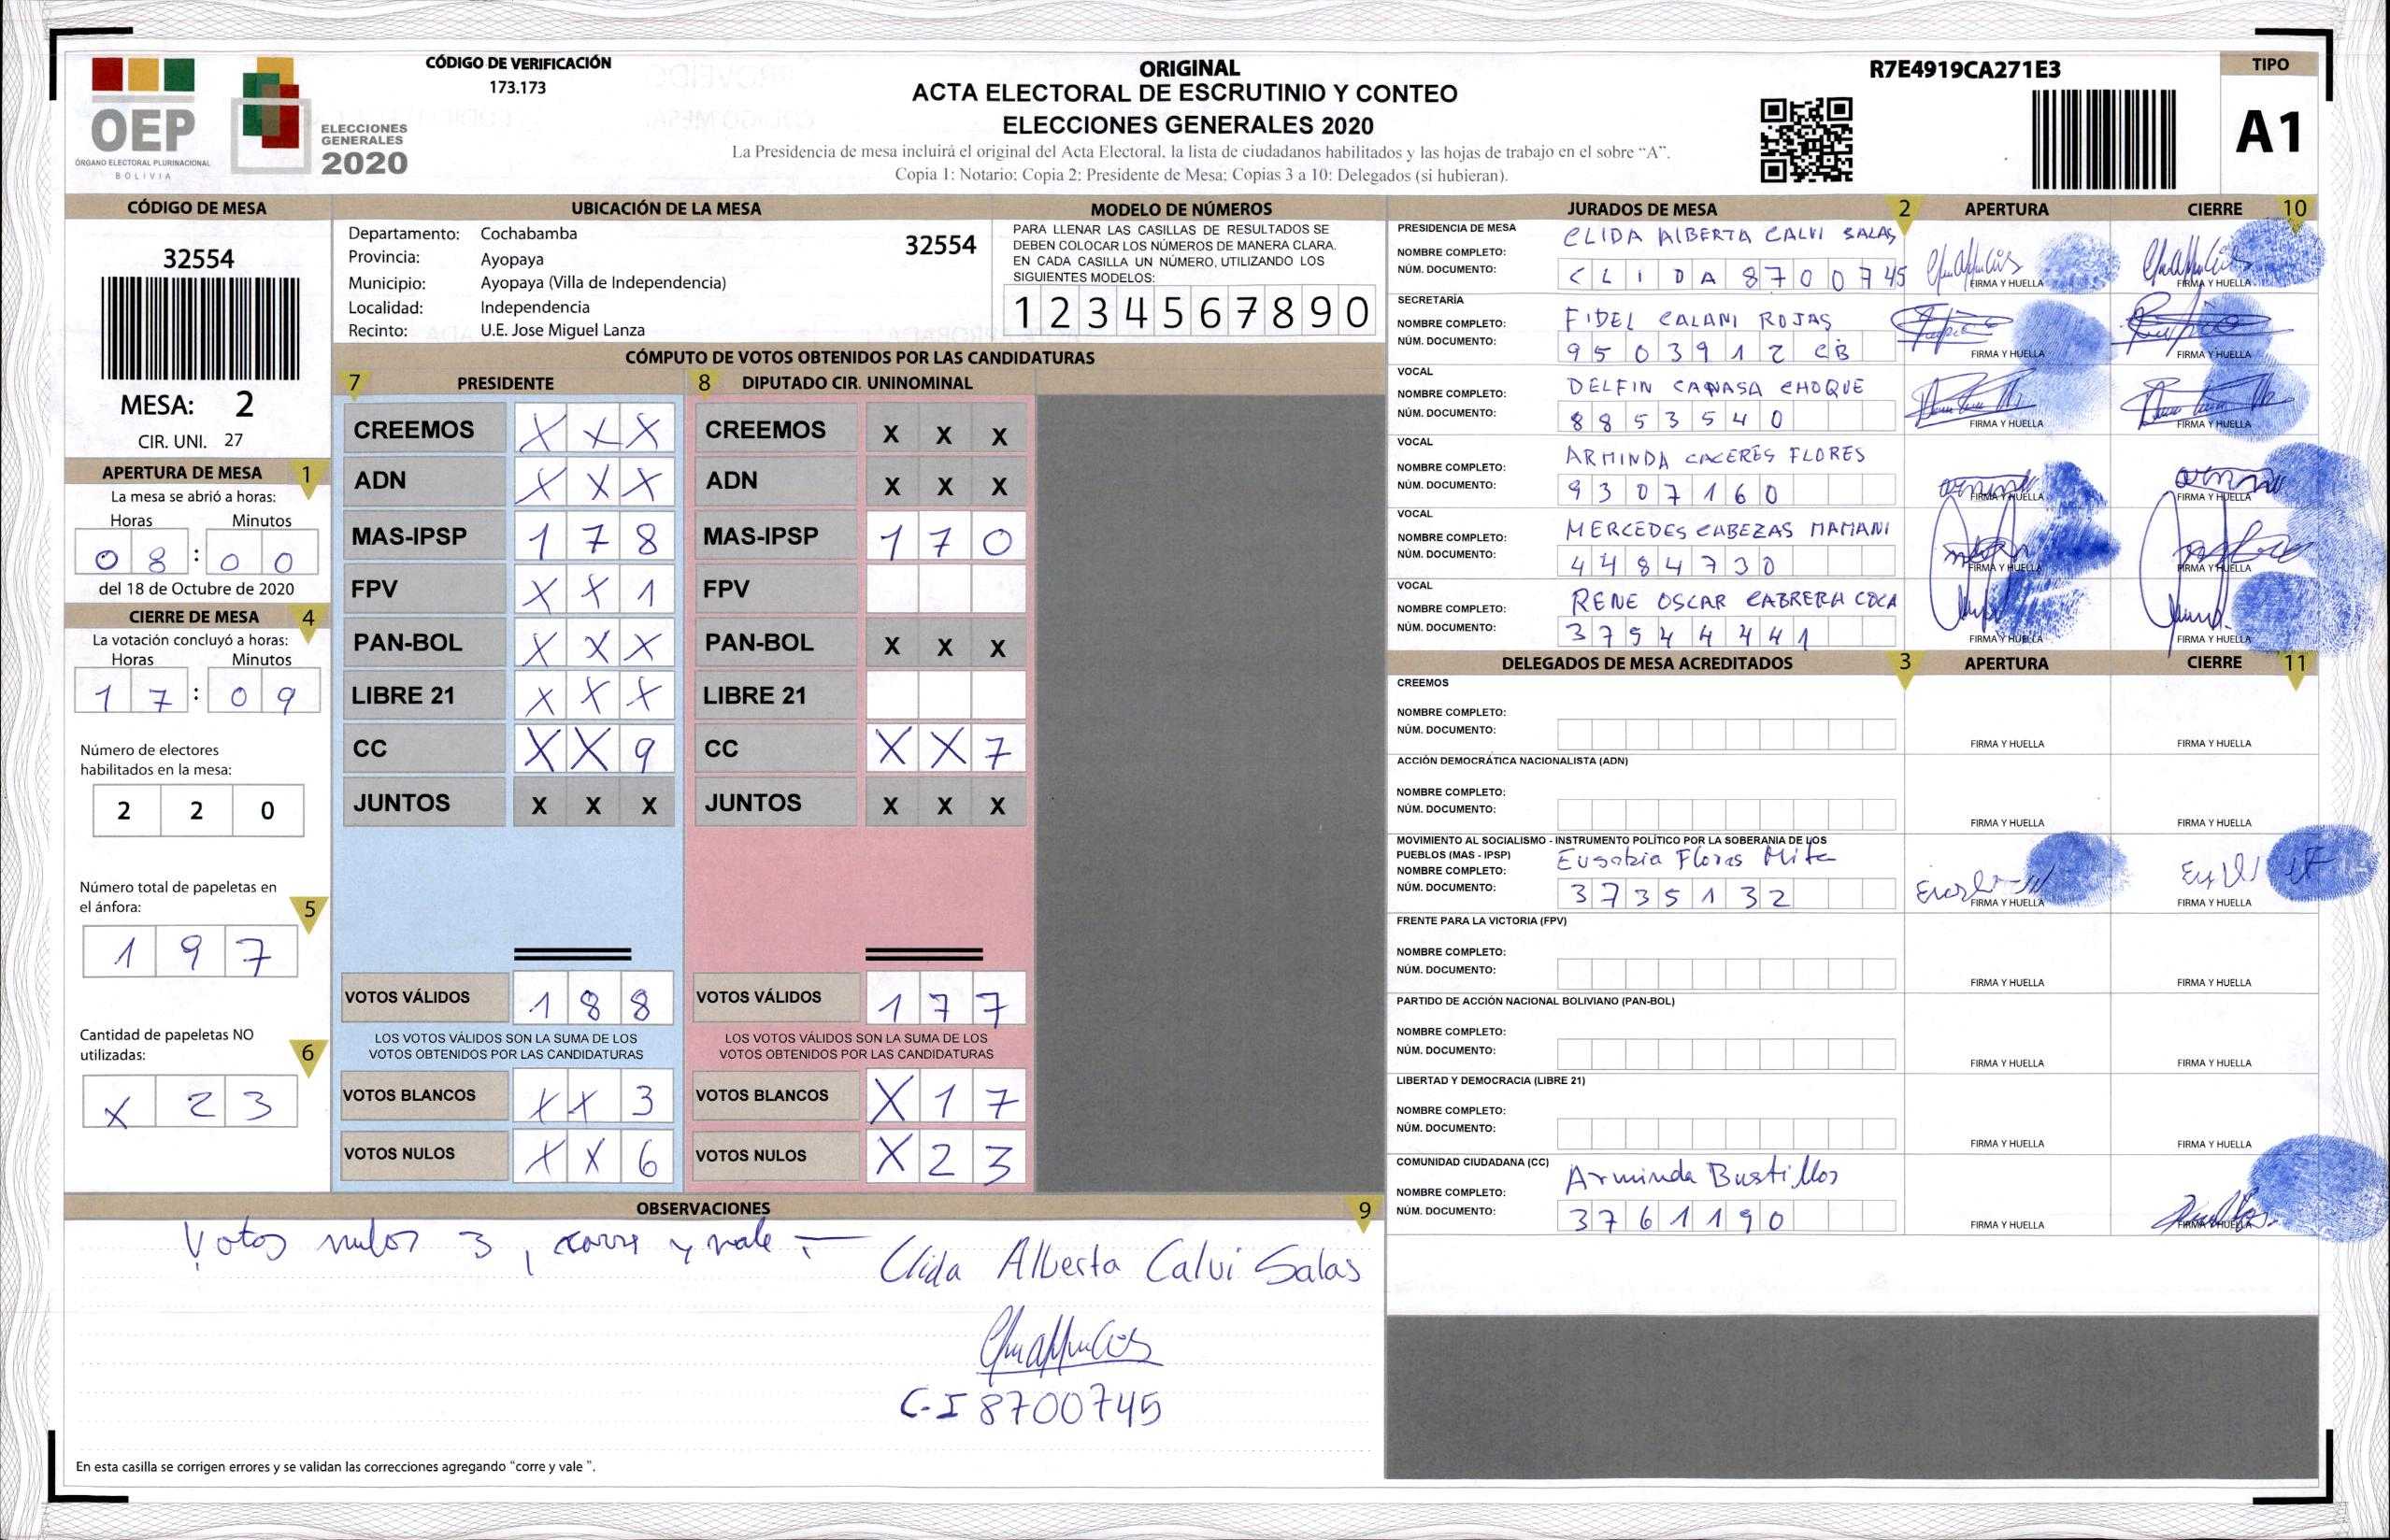 CÓDIGO DE VERIFICACIÓN
173.173
OEP
ÓRGANO ELECTORAL PLURINACIONAL
BOLIVIA
ELECCIONES
GENERALES
2020
ORIGINAL
ACTA ELECTORAL DE ESCRUTINIO Y CONTEO
ELECCIONES GENERALES 2020
La Presidencia de mesa incluirá el original del Acta Electoral, la lista de ciudadanos habilitados y las hojas de trabajo en el sobre “A”.
Copia 1: Notario; Copia 2: Presidente de Mesa; Copias 3 a 10: Delegados (si hubieran).
R7E4919CA271E3
TIPO
A1
CÓDIGO DE MESA
32554
MESA: 2
CIR. UNI. 27
APERTURA DE MESA 1
La mesa se abrió a horas:
Horas Minutos
0 8 : 0 0
del 18 de Octubre de 2020
CIERRE DE MESA 4
La votación concluyó a horas:
Horas Minutos
1 7 : 0 9
Número de electores
habilitados en la mesa:
2 2 0
Número total de papeletas en
el ánfora: 5
1 9 7
Cantidad de papeletas NO
utilizadas: 6
X 2 3
UBICACIÓN DE LA MESA
Departamento: Cochabamba 32554
Provincia: Ayopaya
Municipio: Ayopaya (Villa de Independencia)
Localidad: Independencia
Recinto: U.E. Jose Miguel Lanza
MODELO DE NÚMEROS
PARA LLENAR LAS CASILLAS DE RESULTADOS SE
DEBEN COLOCAR LOS NÚMEROS DE MANERA CLARA.
EN CADA CASILLA UN NÚMERO, UTILIZANDO LOS
SIGUIENTES MODELOS:
1 2 3 4 5 6 7 8 9 0
CÓMPUTO DE VOTOS OBTENIDOS POR LAS CANDIDATURAS
7 PRESIDENTE 8 DIPUTADO CIR. UNINOMINAL
CREEMOS X X X CREEMOS X X X
ADN X X X ADN X X X
MAS-IPSP 1 7 8 MAS-IPSP 1 7 0
FPV X X 1 FPV
PAN-BOL X X X PAN-BOL X X X
LIBRE 21 X X X LIBRE 21
CC X X 9 CC X X 7
JUNTOS X X X JUNTOS X X X
VOTOS VÁLIDOS 1 8 8 VOTOS VÁLIDOS 1 7 7
LOS VOTOS VÁLIDOS SON LA SUMA DE LOS LOS VOTOS VÁLIDOS SON LA SUMA DE LOS
VOTOS OBTENIDOS POR LAS CANDIDATURAS VOTOS OBTENIDOS POR LAS CANDIDATURAS
VOTOS BLANCOS X X 3 VOTOS BLANCOS X 1 7
VOTOS NULOS X X 6 VOTOS NULOS X 2 3
OBSERVACIONES 9
Votos nulos 3, corre y vale.-
Clida Alberta Calvi Salas
C.I 8700745
En esta casilla se corrigen errores y se validan las correcciones agregando "corre y vale ".
JURADOS DE MESA 2 APERTURA CIERRE 10
PRESIDENCIA DE MESA
NOMBRE COMPLETO: CLIDA ALBERTA CALVI SALAS
NÚM. DOCUMENTO: C L I D A 8 7 0 0 7 4 5
FIRMA Y HUELLA FIRMA Y HUELLA
SECRETARÍA
NOMBRE COMPLETO: FIDEL CALANI ROJAS
NÚM. DOCUMENTO: 9 5 0 3 9 1 2 CB
FIRMA Y HUELLA FIRMA Y HUELLA
VOCAL
NOMBRE COMPLETO: DELFIN CANASA CHOQUE
NÚM. DOCUMENTO: 8 8 5 3 5 4 0
FIRMA Y HUELLA FIRMA Y HUELLA
VOCAL
NOMBRE COMPLETO: ARMINDA CACERES FLORES
NÚM. DOCUMENTO: 9 3 0 7 1 6 0
FIRMA Y HUELLA FIRMA Y HUELLA
VOCAL
NOMBRE COMPLETO: MERCEDES CABEZAS MAMANI
NÚM. DOCUMENTO: 4 4 8 4 7 3 0
FIRMA Y HUELLA FIRMA Y HUELLA
VOCAL
NOMBRE COMPLETO: RENE OSCAR CABRERA COCA
NÚM. DOCUMENTO: 3 7 9 4 4 4 4 1
FIRMA Y HUELLA FIRMA Y HUELLA
DELEGADOS DE MESA ACREDITADOS 3 APERTURA CIERRE 11
CREEMOS
NOMBRE COMPLETO:
NÚM. DOCUMENTO:
FIRMA Y HUELLA FIRMA Y HUELLA
ACCIÓN DEMOCRÁTICA NACIONALISTA (ADN)
NOMBRE COMPLETO:
NÚM. DOCUMENTO:
FIRMA Y HUELLA FIRMA Y HUELLA
MOVIMIENTO AL SOCIALISMO - INSTRUMENTO POLÍTICO POR LA SOBERANIA DE LOS
PUEBLOS (MAS - IPSP) Eusebia Flores Mita
NOMBRE COMPLETO:
NÚM. DOCUMENTO: 3 7 3 5 1 3 2
FIRMA Y HUELLA FIRMA Y HUELLA
FRENTE PARA LA VICTORIA (FPV)
NOMBRE COMPLETO:
NÚM. DOCUMENTO:
FIRMA Y HUELLA FIRMA Y HUELLA
PARTIDO DE ACCIÓN NACIONAL BOLIVIANO (PAN-BOL)
NOMBRE COMPLETO:
NÚM. DOCUMENTO:
FIRMA Y HUELLA FIRMA Y HUELLA
LIBERTAD Y DEMOCRACIA (LIBRE 21)
NOMBRE COMPLETO:
NÚM. DOCUMENTO:
FIRMA Y HUELLA FIRMA Y HUELLA
COMUNIDAD CIUDADANA (CC) Arminda Bustillos
NOMBRE COMPLETO:
NÚM. DOCUMENTO: 3 7 6 1 1 9 0
FIRMA Y HUELLA FIRMA Y HUELLA